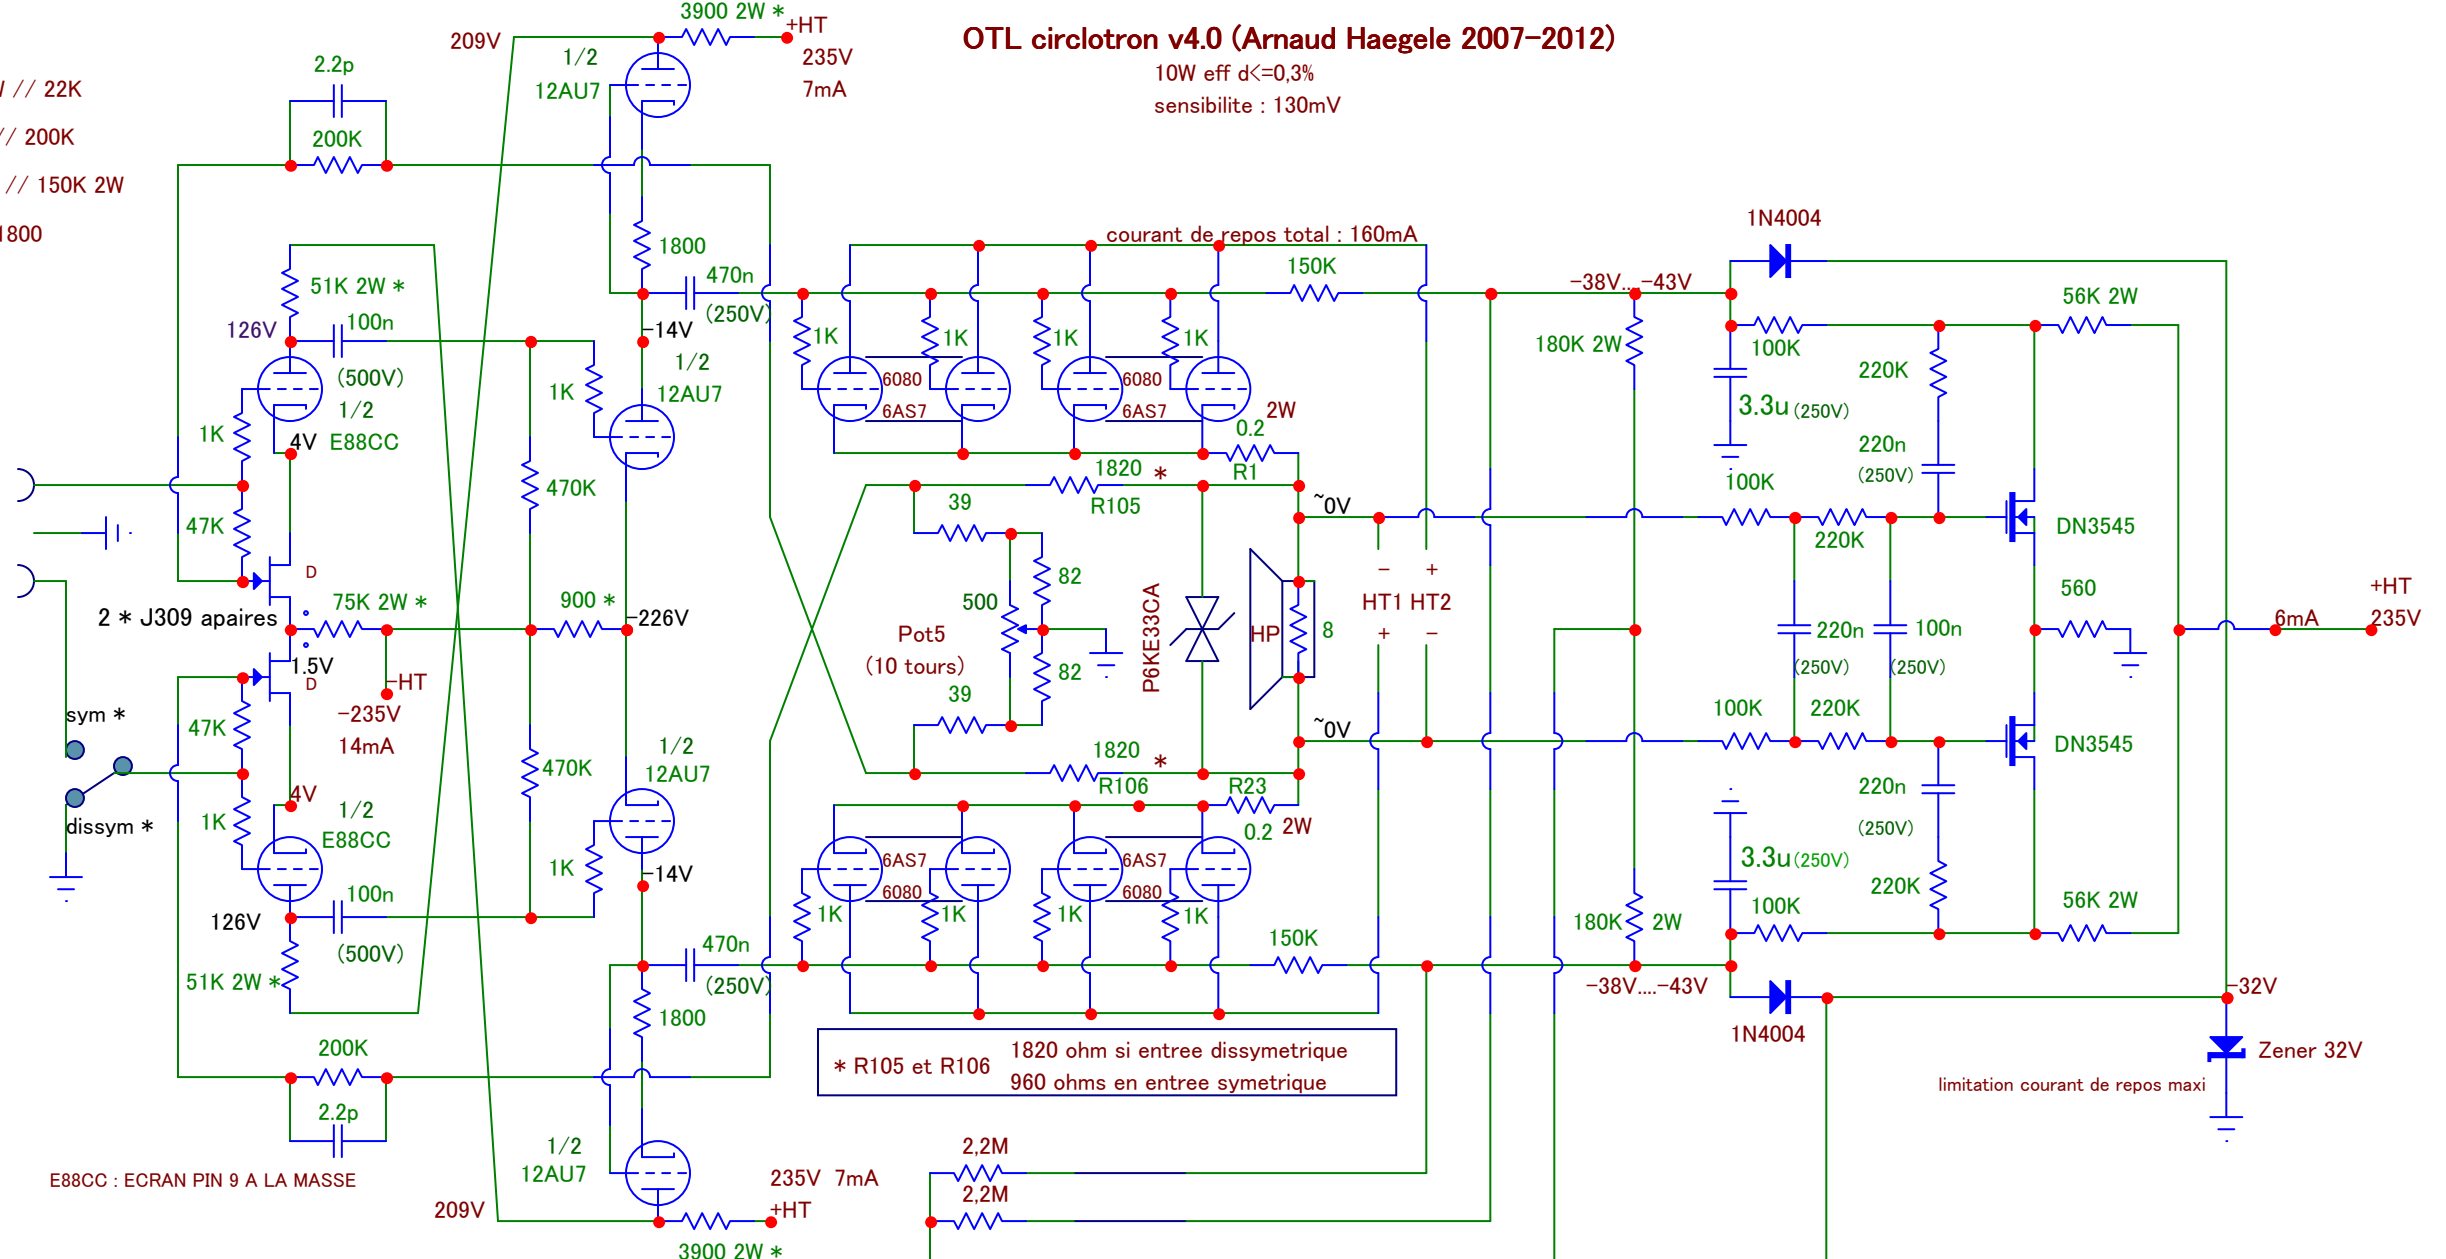 3900 2W *
+HT
OTL circlotron v4.0 (Arnaud Haegele 2007-2012)
209V
1/2
235V
2.2p
10W eff d<=0,3%
// 22K
12AU7
7mA
sensibilite : 130mV
// 200K
200K
// 150K 2W
1N4004
1800
courant de repos total : 160mA
1800
150K
470n
-38V....-43V
51K 2W *
56K 2W
(250V)
126V
100n
-14V
1K
1K
1K
1K
180K 2W
100K
1/2
220K
(500V)
6080
6080
1K
12AU7
3.3u (250V)
1/2
6AS7
6AS7
2W
1K
4V
E88CC
0.2
220n
1820 *
R1
(250V)
470K
100K
39
R105
~0V
47K
DN3545
220K
D
82
-
+
560
+HT
75K 2W *
900 *
500
P6KE33CA
HT1 HT2
2 * J309 apaires
-226V
6mA
235V
Pot5
HP
8
+
-
220n
100n
1.5V
(10 tours)
82
(250V)
(250V)
D
-HT
39
sym *
-235V
100K
220K
47K
~0V
14mA
1/2
1820 *
DN3545
470K
12AU7
R106
R23
220n
4V
1/2
1K
0.2
2W
(250V)
dissym *
E88CC
6AS7
6AS7
3.3u (250V)
1K
-14V
6080
6080
220K
100n
1K
1K
1K
100K
56K 2W
126V
180K
2W
470n
150K
(500V)
51K 2W *
(250V)
-38V....-43V
-32V
1800
1N4004
200K
* R105 et R106
1820 ohm si entree dissymetrique
960 ohms en entree symetrique
Zener 32V
limitation courant de repos maxi
2.2p
1/2
2,2M
12AU7
235V 7mA
E88CC : ECRAN PIN 9 A LA MASSE
2,2M
209V
+HT
3900 2W *